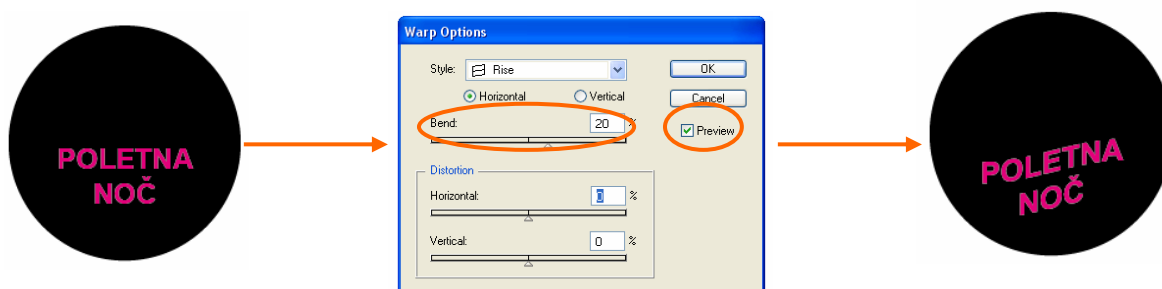 POLETNA
NOČ
Warp Options
Style: Rise
OK
Horizontal Vertical
Cancel
Bend: 20 %
Preview
Distortion
Horizontal: 0 %
Vertical: 0 %
POLETNA
NOČ